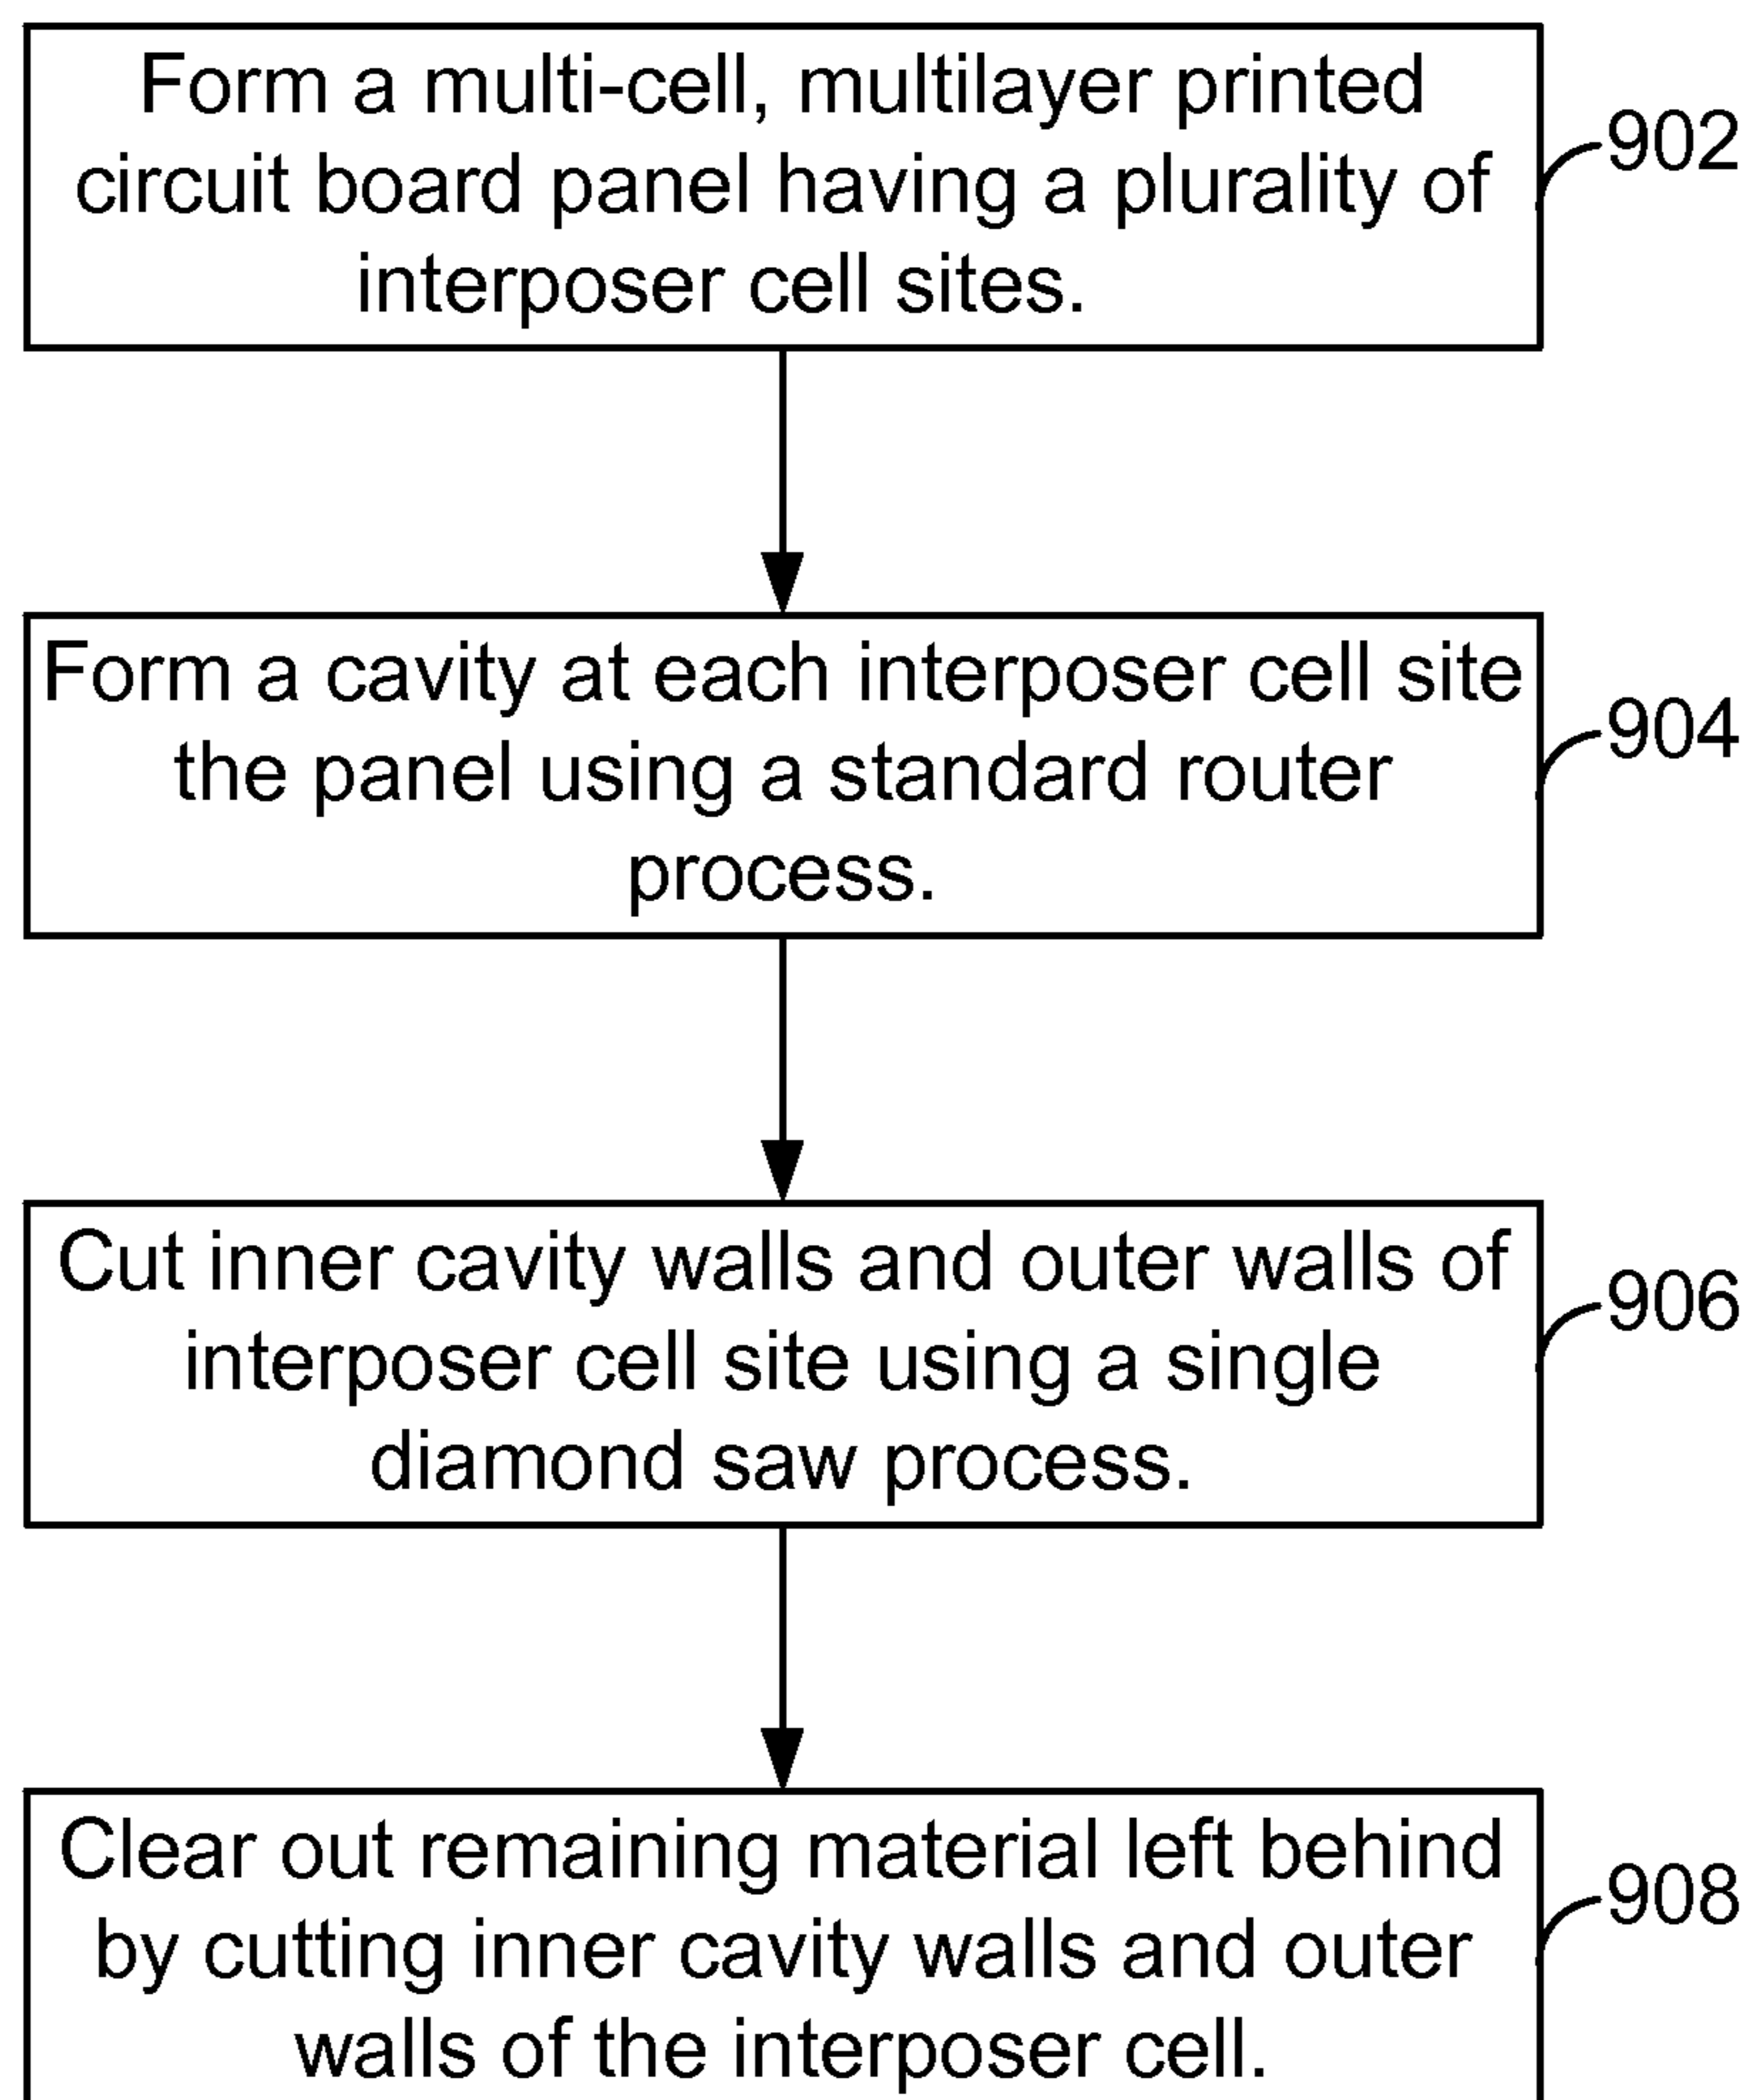 Form a multi-cell, multilayer printed
circuit board panel having a plurality of
interposer cell sites.
902
Form a cavity at each interposer cell site
the panel using a standard router
process.
904
Cut inner cavity walls and outer walls of
interposer cell site using a single
diamond saw process.
906
Clear out remaining material left behind
by cutting inner cavity walls and outer
walls of the interposer cell.
908